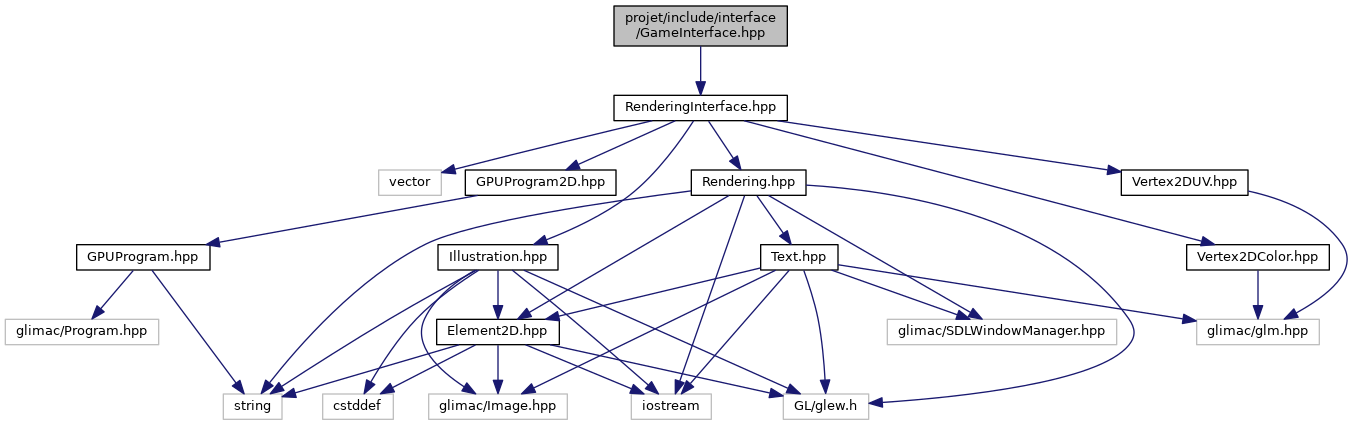 projet/include/interface
/GameInterface.hpp
RenderingInterface.hpp
vector
GPUProgram2D.hpp
Rendering.hpp
Vertex2DUV.hpp
GPUProgram.hpp
Illustration.hpp
Text.hpp
Vertex2DColor.hpp
glimac/Program.hpp
Element2D.hpp
glimac/SDLWindowManager.hpp
glimac/glm.hpp
string
cstddef
glimac/Image.hpp
iostream
GL/glew.h